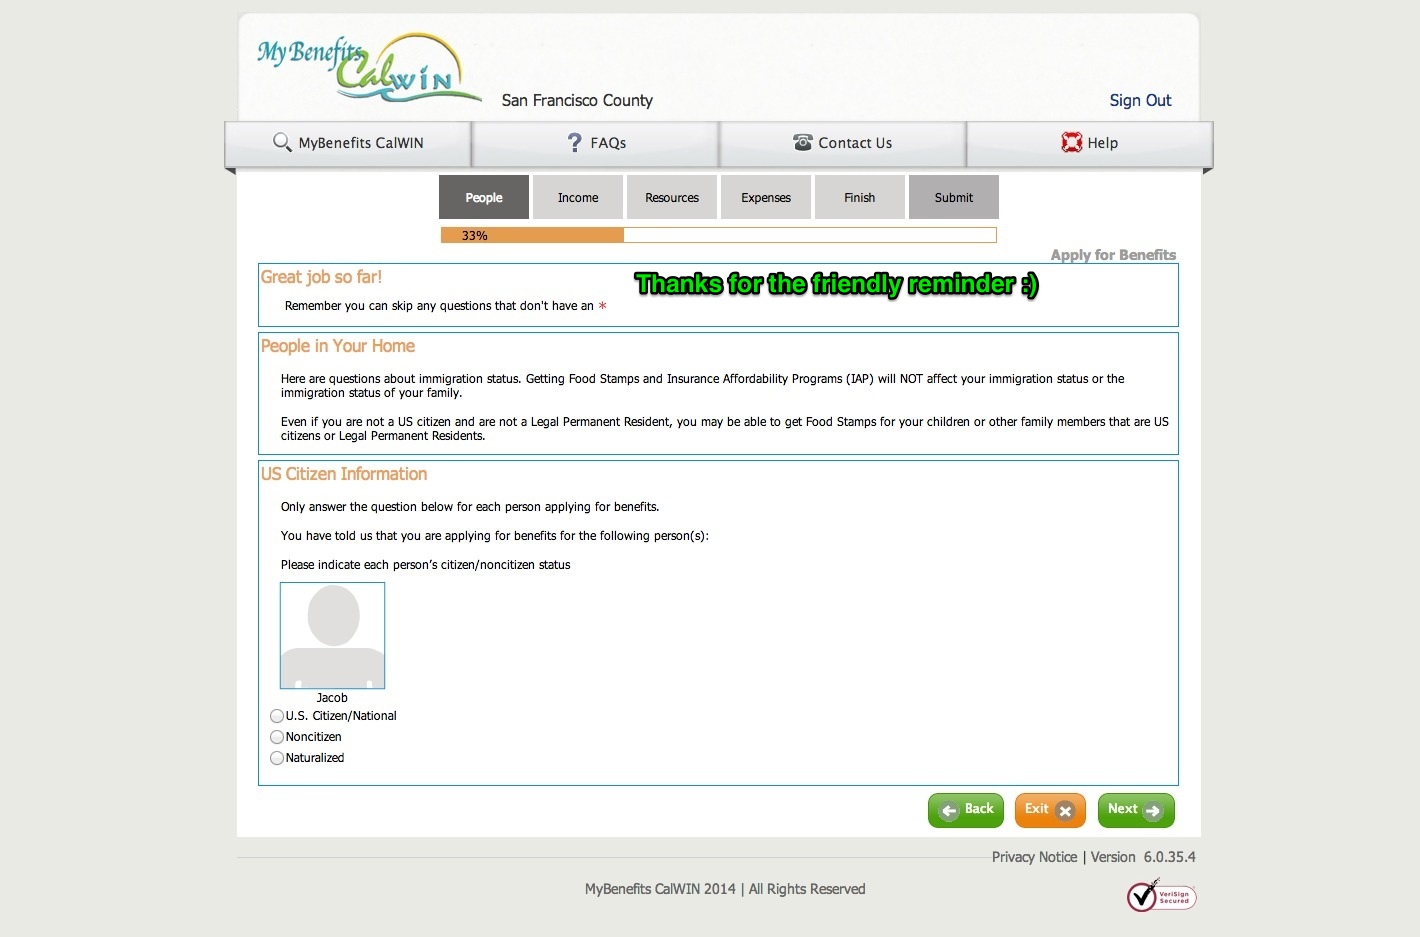 My Benefits
CalWIN
San Francisco County
Sign Out
MyBenefits CalWIN
? FAQs
Contact Us
Help
People
Income
Resources
Expenses
Finish
Submit
33%
Apply for Benefits
Great job so far!
Thanks for the friendly reminder :)
Remember you can skip any questions that don't have an *
People in Your Home
Here are questions about immigration status. Getting Food Stamps and Insurance Affordability Programs (IAP) will NOT affect your immigration status or the
immigration status of your family.
Even if you are not a US citizen and are not a Legal Permanent Resident, you may be able to get Food Stamps for your children or other family members that are US
citizens or Legal Permanent Residents.
US Citizen Information
Only answer the question below for each person applying for benefits.
You have told us that you are applying for benefits for the following person(s):
Please indicate each person’s citizen/noncitizen status
Jacob
U.S. Citizen/National
Noncitizen
Naturalized
Back
Exit
Next
Privacy Notice | Version 6.0.35.4
MyBenefits CalWIN 2014 | All Rights Reserved
VeriSign
Secured